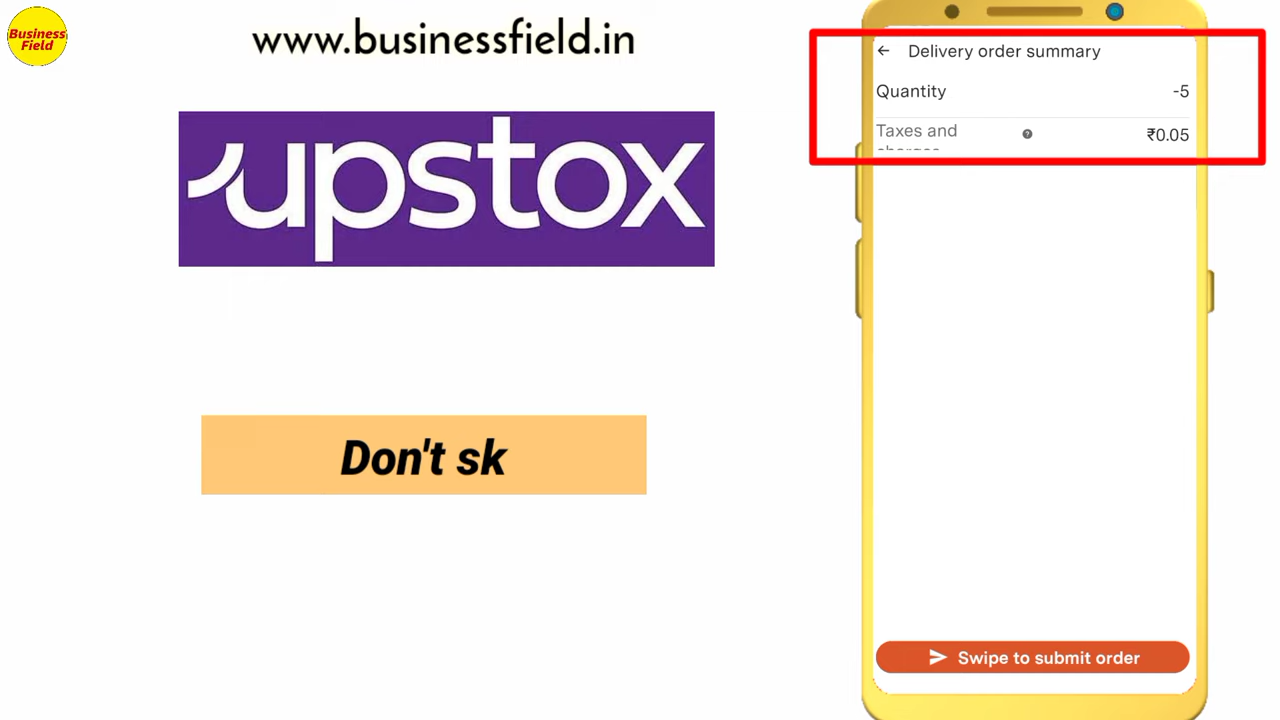 Business
Field
www.businessfield.in
upstox
Don't sk
Delivery order summary
Quantity
-5
Taxes and
₹0.05
Swipe to submit order